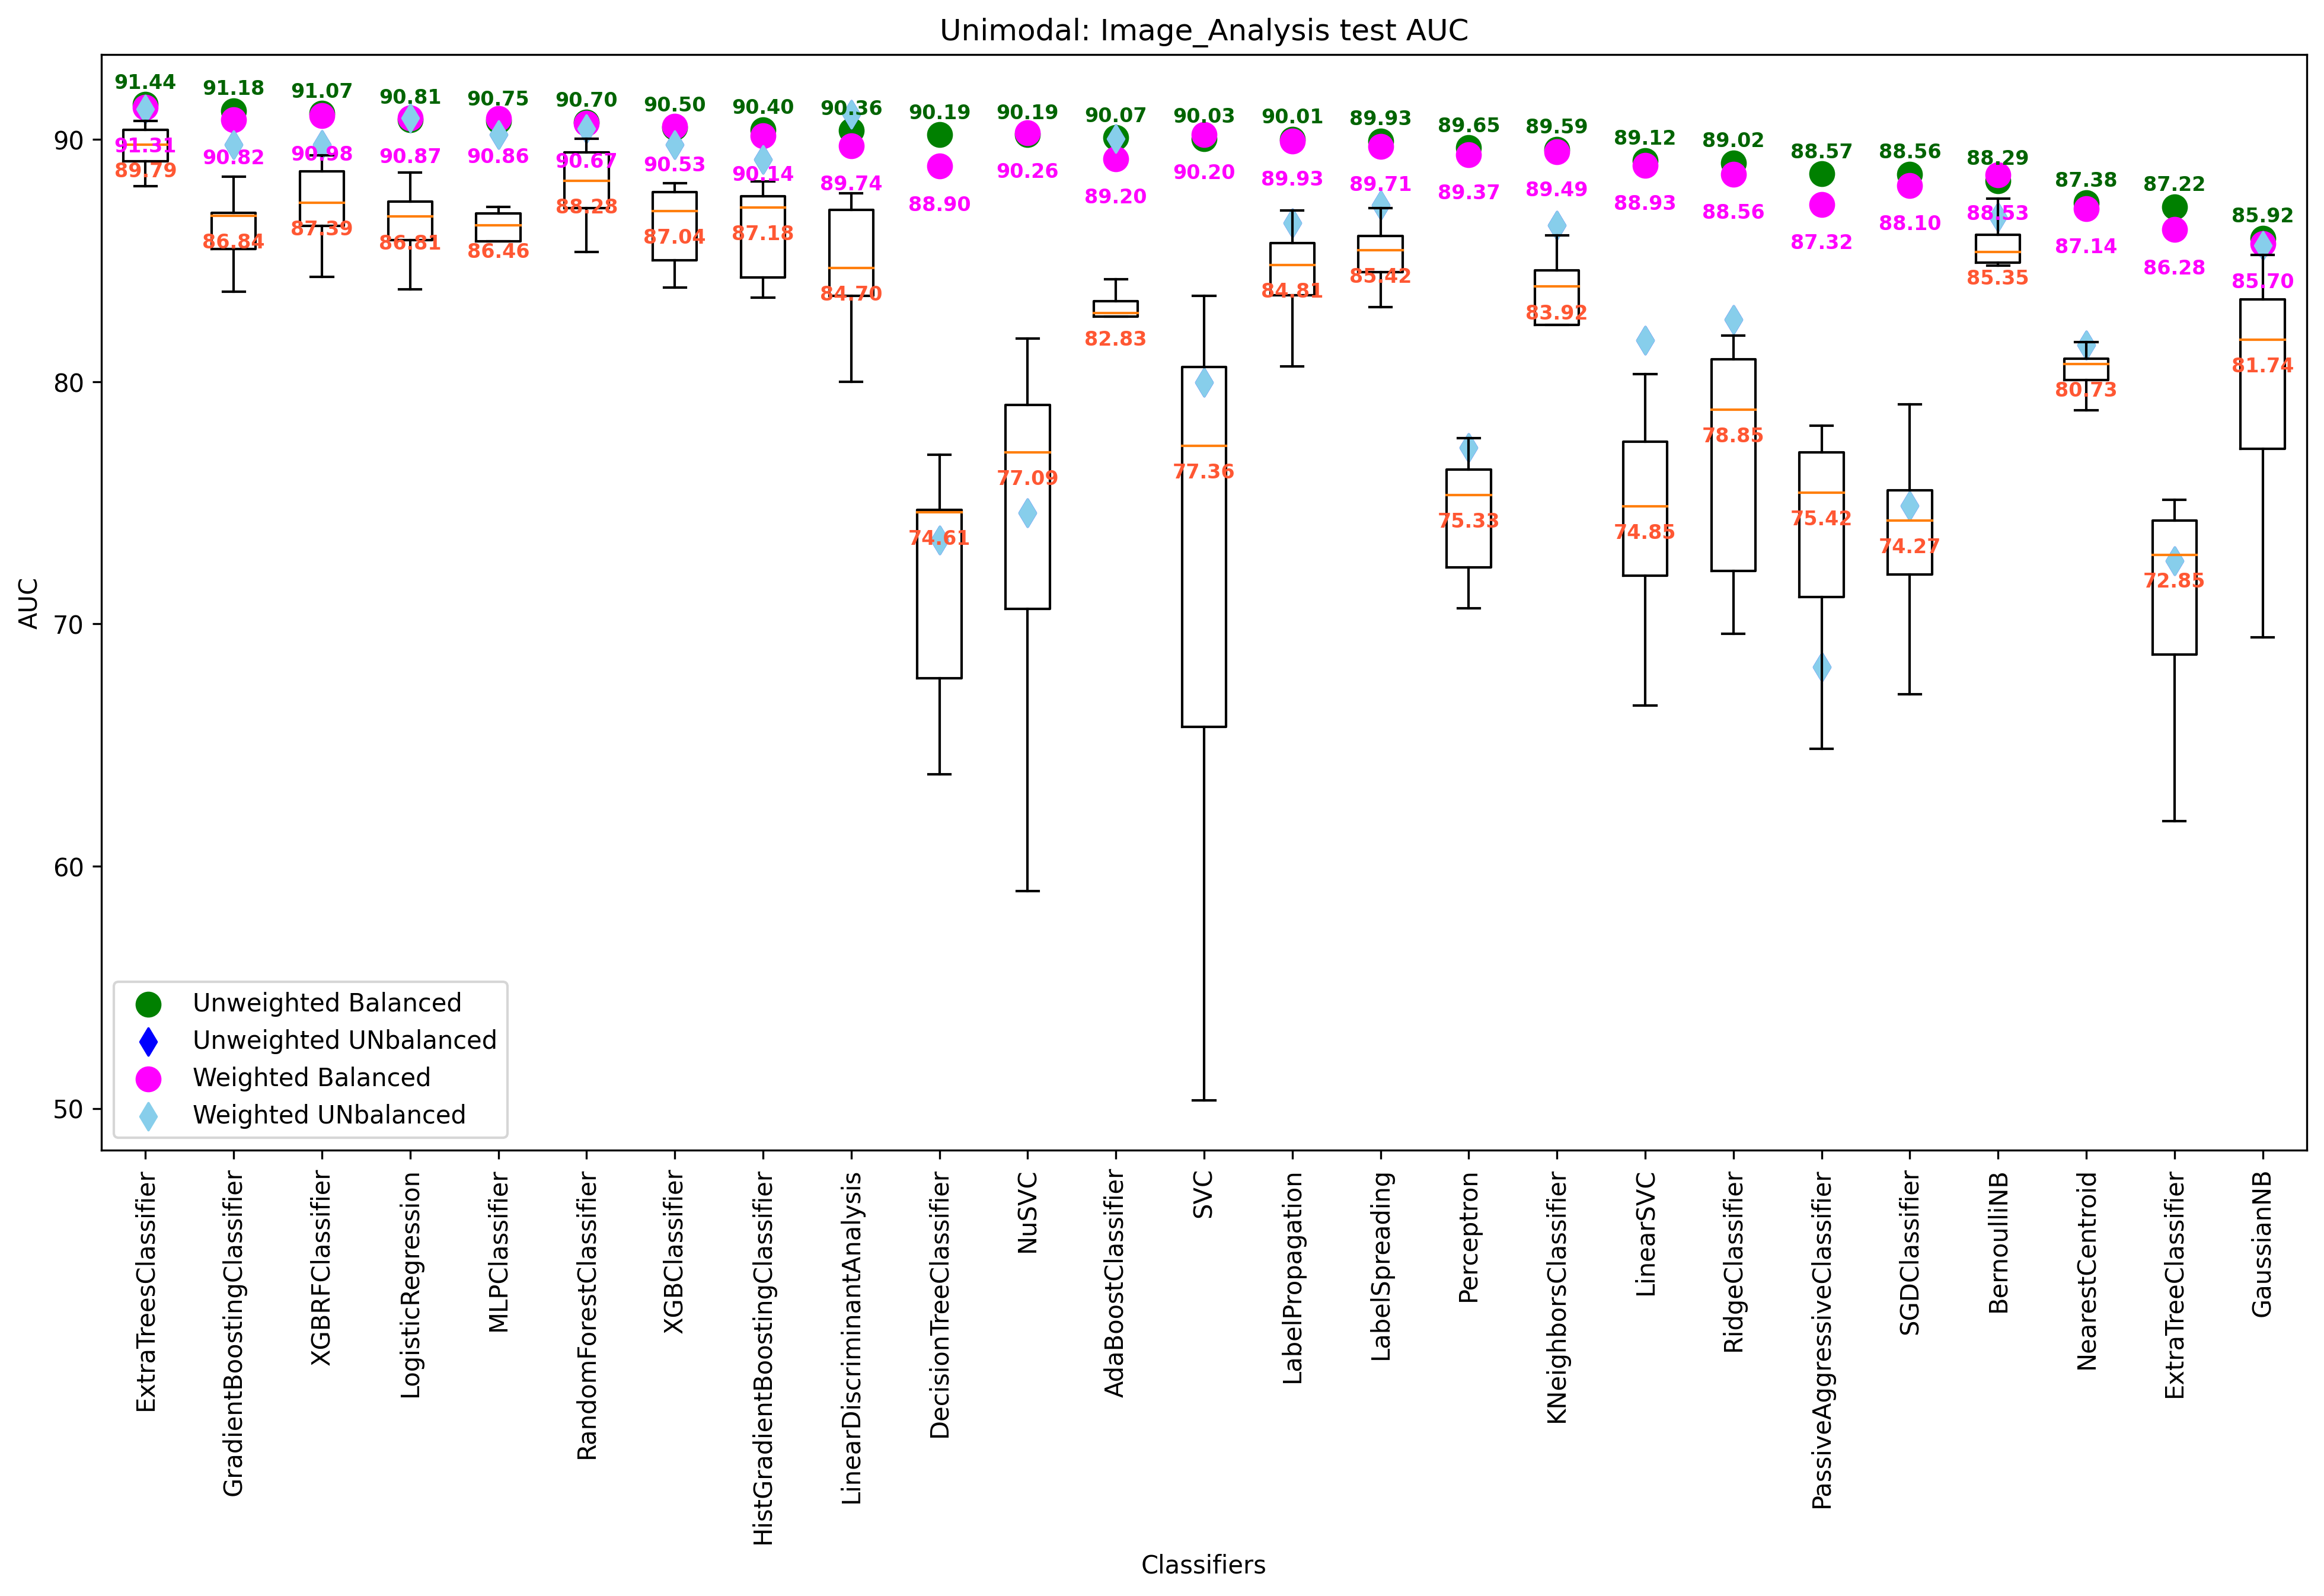 Unimodal: Image_Analysis test AUC
91.44
91.18
91.07
90.81
90.75
90.70
90.50
90.40
90.36
90.19
90.19
90.07
90.03
90.01
89.93
89.65
89.59
89.12
89.02
88.57
88.56
88.29
87.38
87.22
85.92
91.31
90.82
90.98
90.87
90.86
90.67
90.53
90.14
89.74
88.90
90.26
89.20
90.20
89.93
89.71
89.37
89.49
88.93
88.56
87.32
88.10
88.53
87.14
86.28
85.70
89.79
86.84
87.39
86.81
86.46
88.28
87.04
87.18
84.70
74.61
77.09
82.83
77.36
84.81
85.42
75.33
83.92
74.85
78.85
75.42
74.27
85.35
80.73
72.85
81.74
AUC
90
80
70
60
50
Unweighted Balanced
Unweighted UNbalanced
Weighted Balanced
Weighted UNbalanced
ExtraTreesClassifier
GradientBoostingClassifier
XGBRFClassifier
LogisticRegression
MLPClassifier
RandomForestClassifier
XGBClassifier
HistGradientBoostingClassifier
LinearDiscriminantAnalysis
DecisionTreeClassifier
NuSVC
AdaBoostClassifier
SVC
LabelPropagation
LabelSpreading
Perceptron
KNeighborsClassifier
LinearSVC
RidgeClassifier
PassiveAggressiveClassifier
SGDClassifier
BernoulliNB
NearestCentroid
ExtraTreeClassifier
GaussianNB
Classifiers